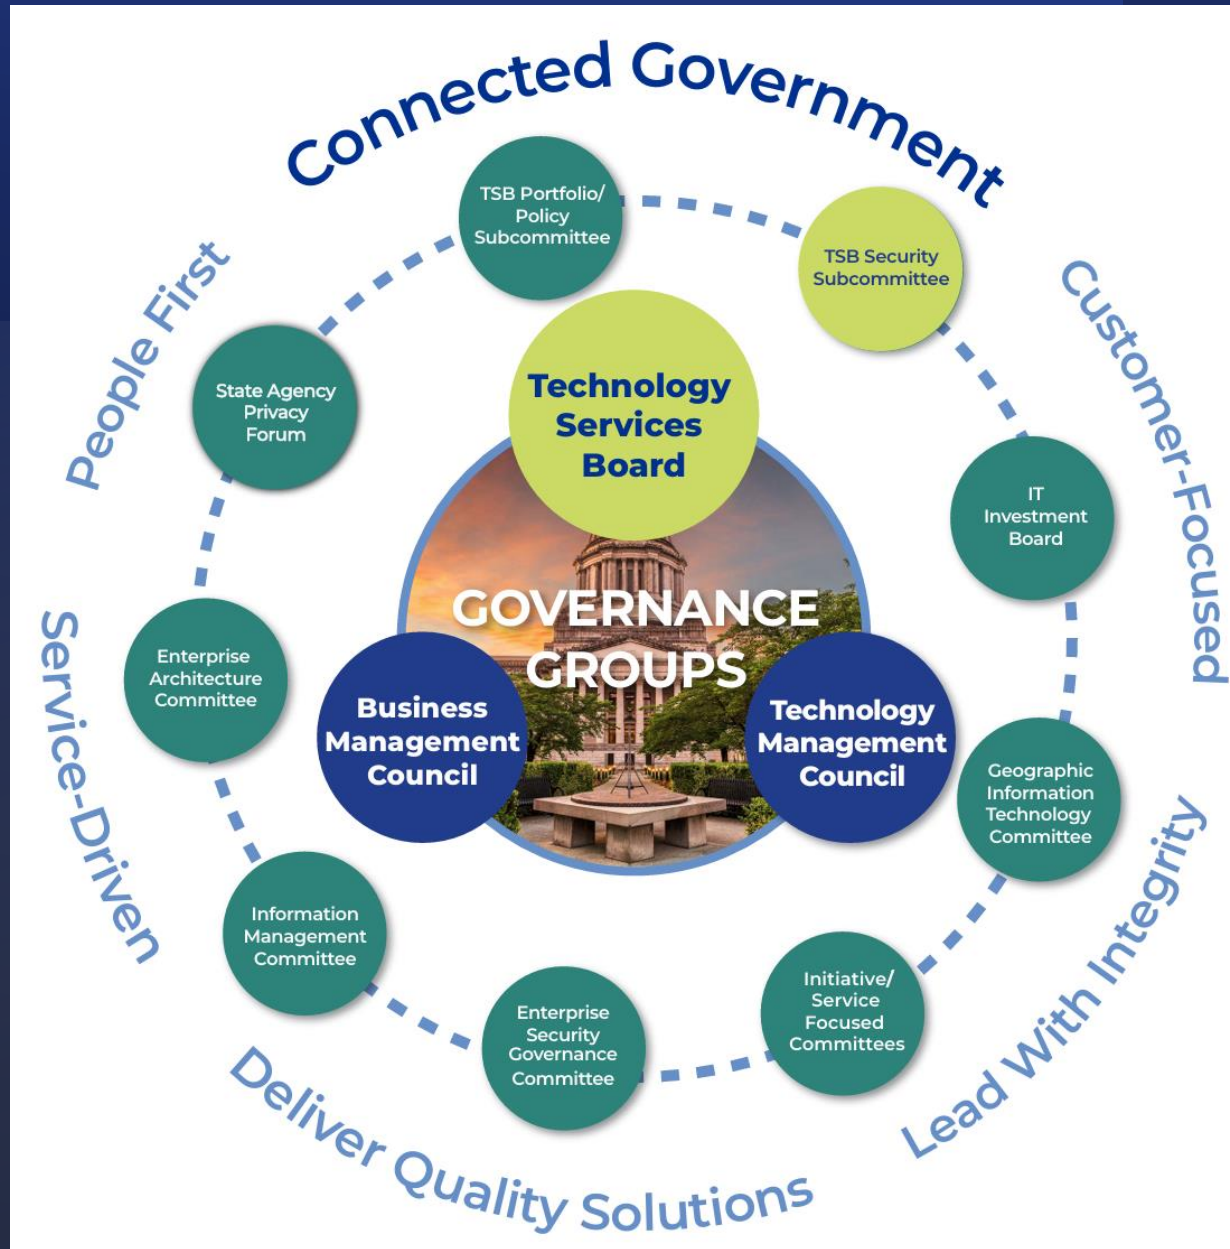 Connected Government
TSB Portfolio/
Policy
Subcommittee
TSB Security
Subcommittee
People First
Customer-Focused
State Agency
Privacy
Forum
Technology
Services
Board
IT
Investment
Board
GOVERNANCE
GROUPS
Service-Driven
Enterprise
Architecture
Committee
Business
Management
Council
Technology
Management
Council
Geographic
Information
Technology
Committee
Lead With Integrity
Information
Management
Committee
Enterprise
Security
Governance
Committee
Initiative/
Service
Focused
Committees
Deliver Quality Solutions